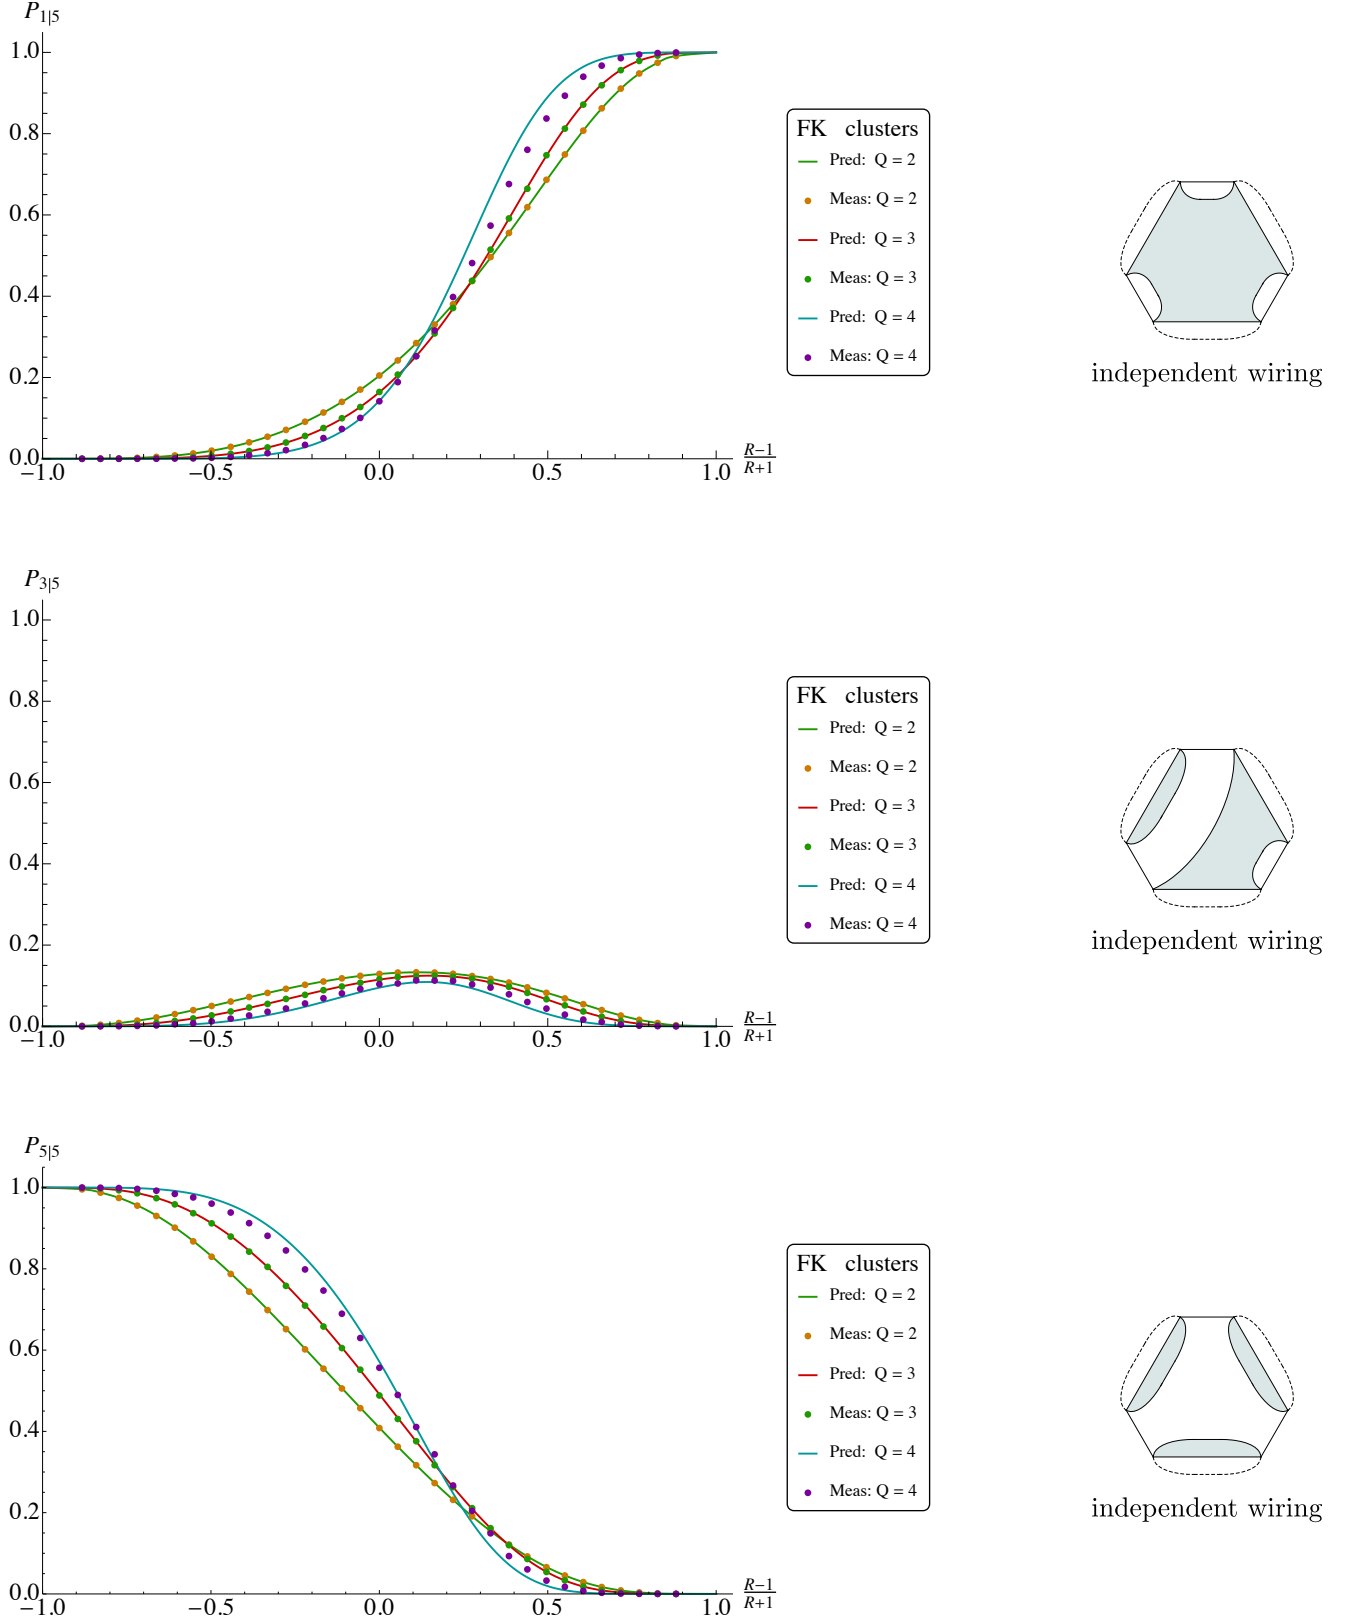 P1|5
1.0
0.8
0.6
0.4
0.2
0.0
−1.0 −0.5 0.0 0.5 1.0
R−1
R+1
FK clusters
Pred: Q = 2
Meas: Q = 2
Pred: Q = 3
Meas: Q = 3
Pred: Q = 4
Meas: Q = 4
independent wiring
P3|5
1.0
0.8
0.6
0.4
0.2
0.0
−1.0 −0.5 0.0 0.5 1.0
R−1
R+1
FK clusters
Pred: Q = 2
Meas: Q = 2
Pred: Q = 3
Meas: Q = 3
Pred: Q = 4
Meas: Q = 4
independent wiring
P5|5
1.0
0.8
0.6
0.4
0.2
0.0
−1.0 −0.5 0.0 0.5 1.0
R−1
R+1
FK clusters
Pred: Q = 2
Meas: Q = 2
Pred: Q = 3
Meas: Q = 3
Pred: Q = 4
Meas: Q = 4
independent wiring